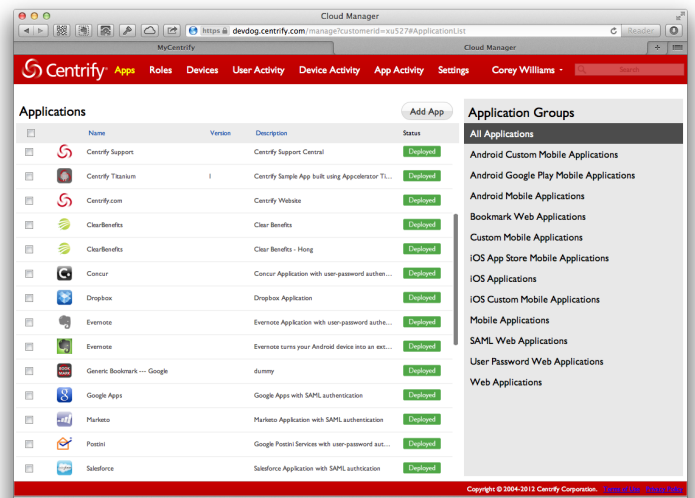 Cloud Manager
https devdog.centrify.com/manage?customerid=xu527#ApplicationList
Reader
MyCentrify
Cloud Manager
Centrify Apps Roles Devices User Activity Device Activity App Activity Settings Corey Williams Search
Applications
Add App
Name Version Description Status
Centrify Support Centrify Support Central Deployed
Centrify Titanium 1 Centrify Sample App built using Appcelerator Ti... Deployed
Centrify.com Centrify Website Deployed
ClearBenefits Clear Benefits Deployed
ClearBenefits Clear Benefits - Hong Deployed
Concur Concur Application with user-password authen... Deployed
Dropbox Dropbox Application Deployed
Evernote Evernote Application with user-password authe... Deployed
Evernote Evernote turns your Android device into an ext... Deployed
BOOK
MARK
Generic Bookmark --- Google dummy Deployed
Google Apps Google Apps with SAML authentication Deployed
Marketo Marketo Application with SAML authentication Deployed
Postini Google Postini Services with user-password aut... Deployed
Salesforce Salesforce Application with SAML authtication Deployed
Application Groups
All Applications
Android Custom Mobile Applications
Android Google Play Mobile Applications
Android Mobile Applications
Bookmark Web Applications
Custom Mobile Applications
iOS App Store Mobile Applications
iOS Applications
iOS Custom Mobile Applications
Mobile Applications
SAML Web Applications
User Password Web Applications
Web Applications
Copyright © 2004-2012 Centrify Corporation. Terms of Use Privacy Policy